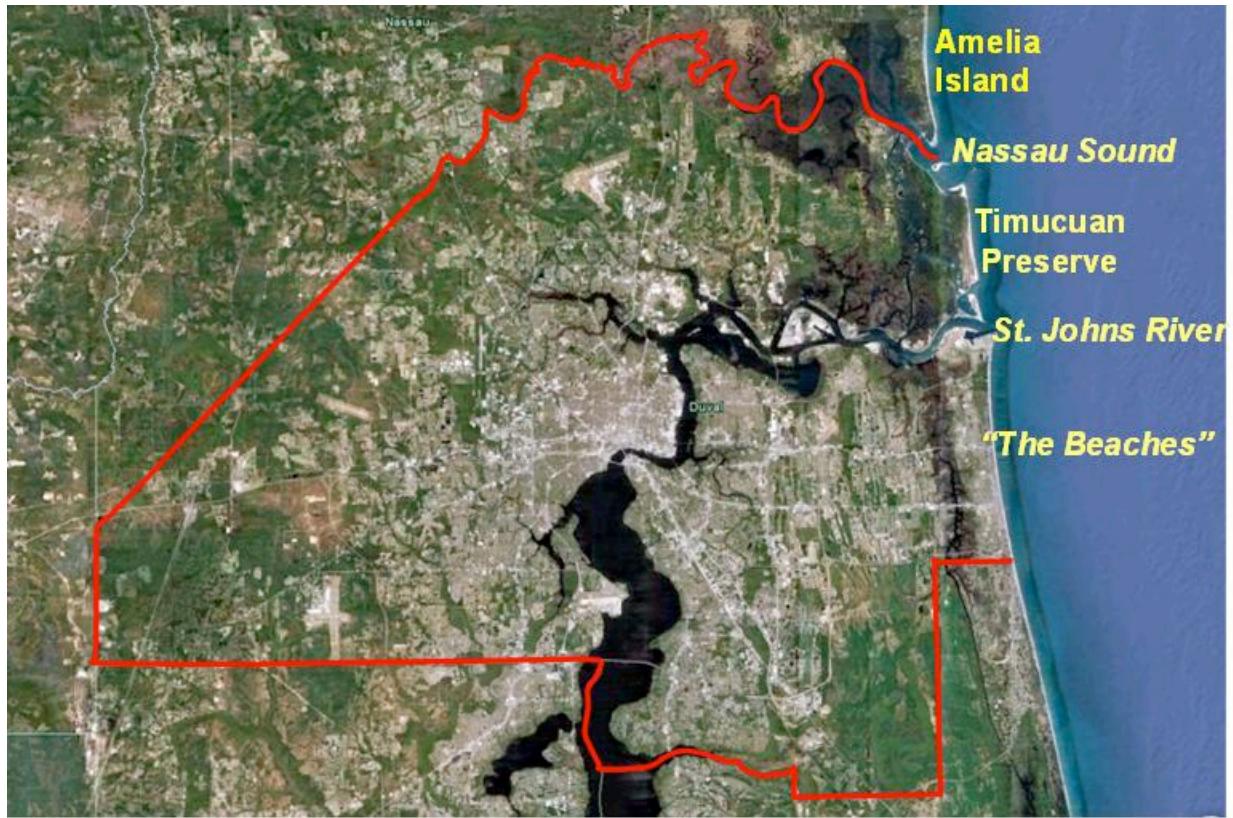 Nassau
Amelia
Island
Nassau Sound
Timucuan
Preserve
St. Johns River
Duval
“The Beaches”